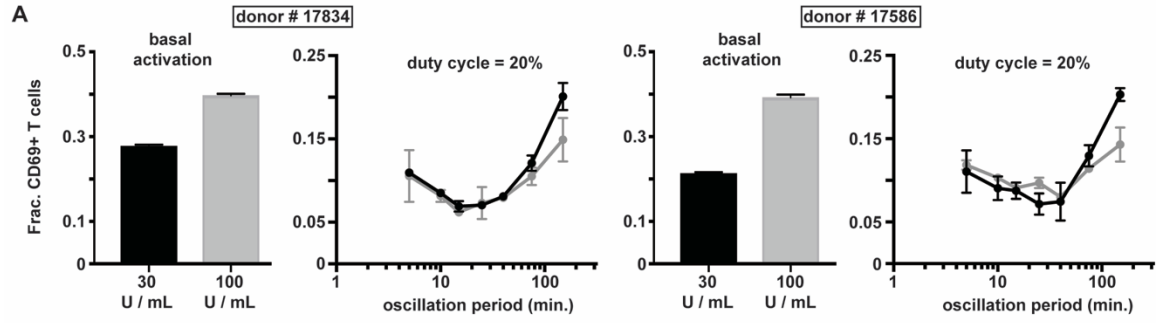 A
donor # 17834
donor # 17586
Frac. CD69+ T cells
basal
activation
0.5
0.3
0.1
0
30
U / mL
100
U / mL
duty cycle = 20%
0.25
0.15
0.05
0
1
10
100
oscillation period (min.)
basal
activation
0.5
0.3
0.1
0
30
U / mL
100
U / mL
duty cycle = 20%
0.25
0.15
0.05
0
1
10
100
oscillation period (min.)